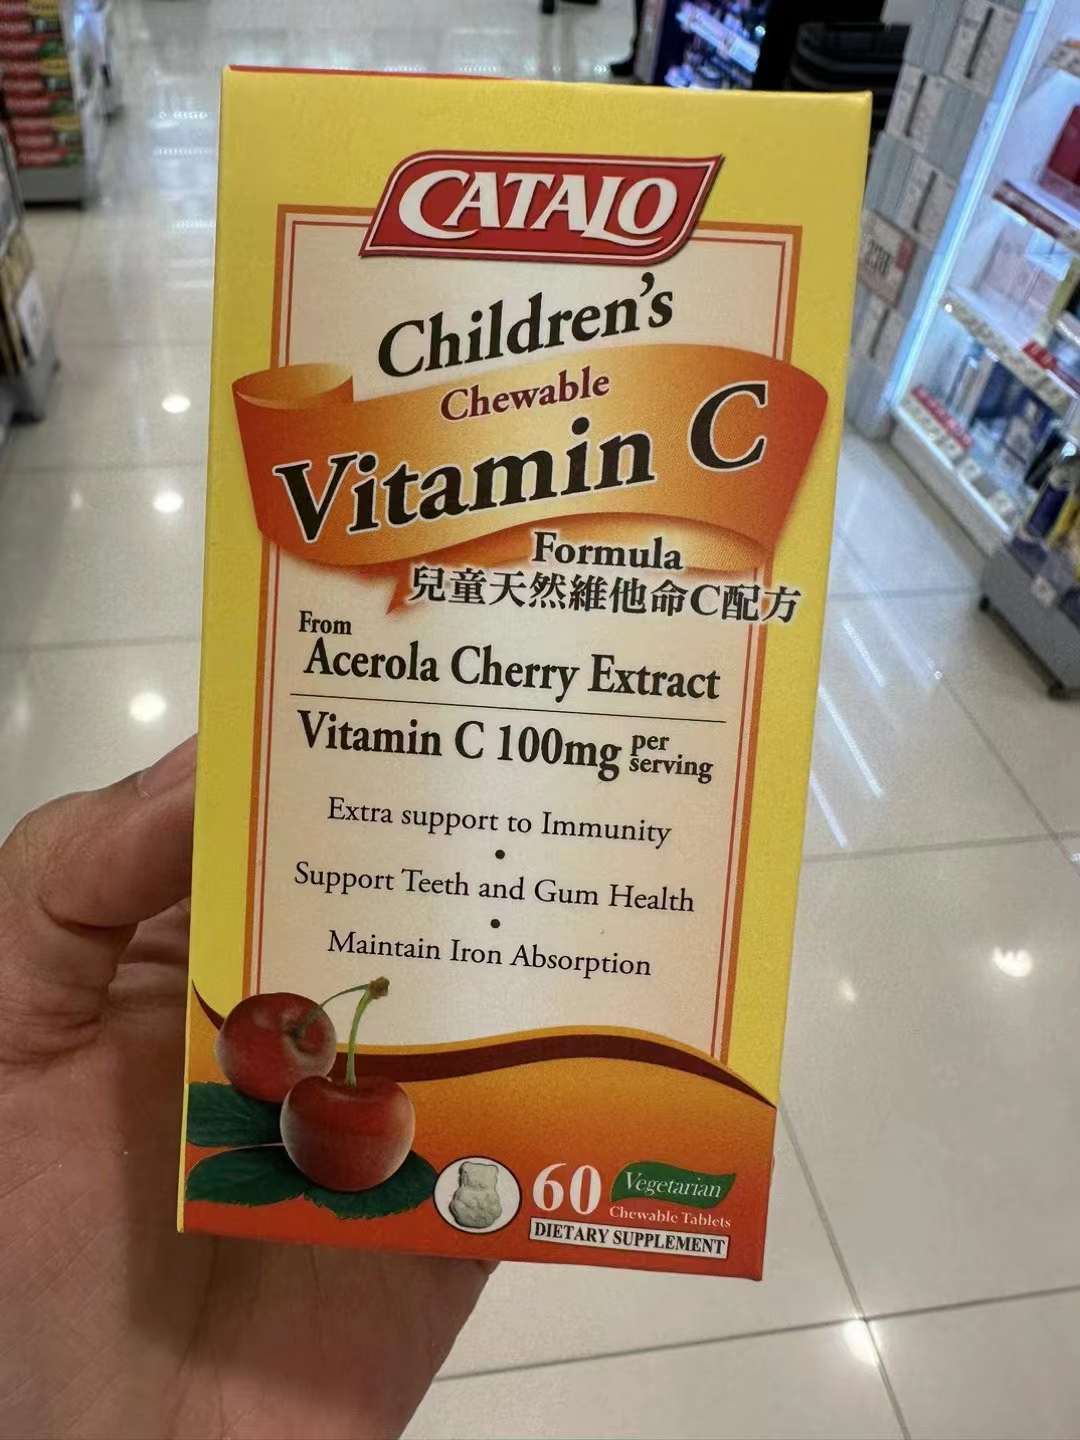 CATALO
Children's
Chewable
Vitamin C
Formula
兒童天然維他命C配方
From
Acerola Cherry Extract
Vitamin C 100mg per serving
Extra support to Immunity
•
Support Teeth and Gum Health
•
Maintain Iron Absorption
60 Vegetarian
Chewable Tablets
DIETARY SUPPLEMENT